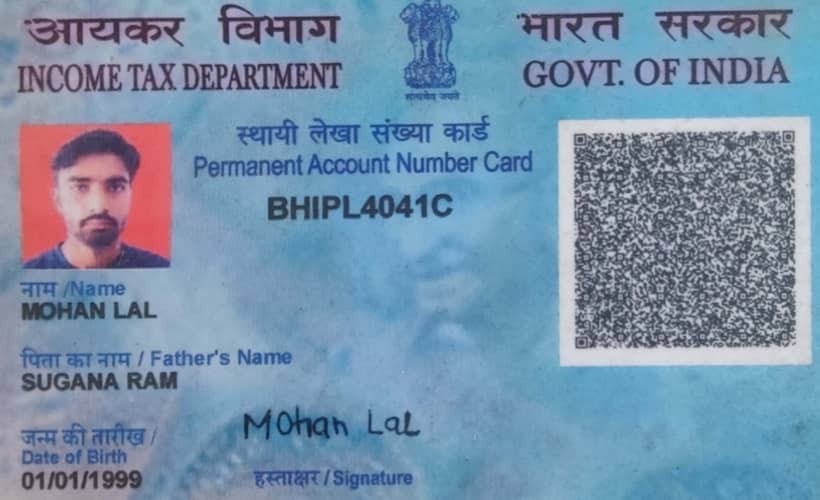 आयकर विभाग
INCOME TAX DEPARTMENT
सत्यमेव जयते
भारत सरकार
GOVT. OF INDIA
स्थायी लेखा संख्या कार्ड
Permanent Account Number Card
BHIPL4041C
नाम /Name
MOHAN LAL
पिता का नाम / Father's Name
SUGANA RAM
जन्म की तारीख /
Date of Birth
01/01/1999
Mohan Lal
हस्ताक्षर / Signature